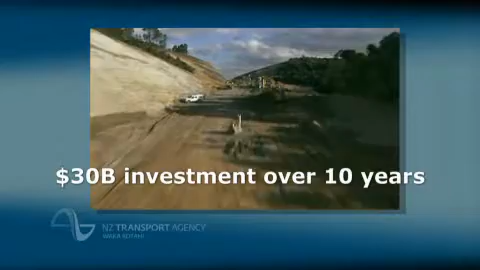 $30B investment over 10 years
NZ TRANSPORT AGENCY
WAKA KOTAHI